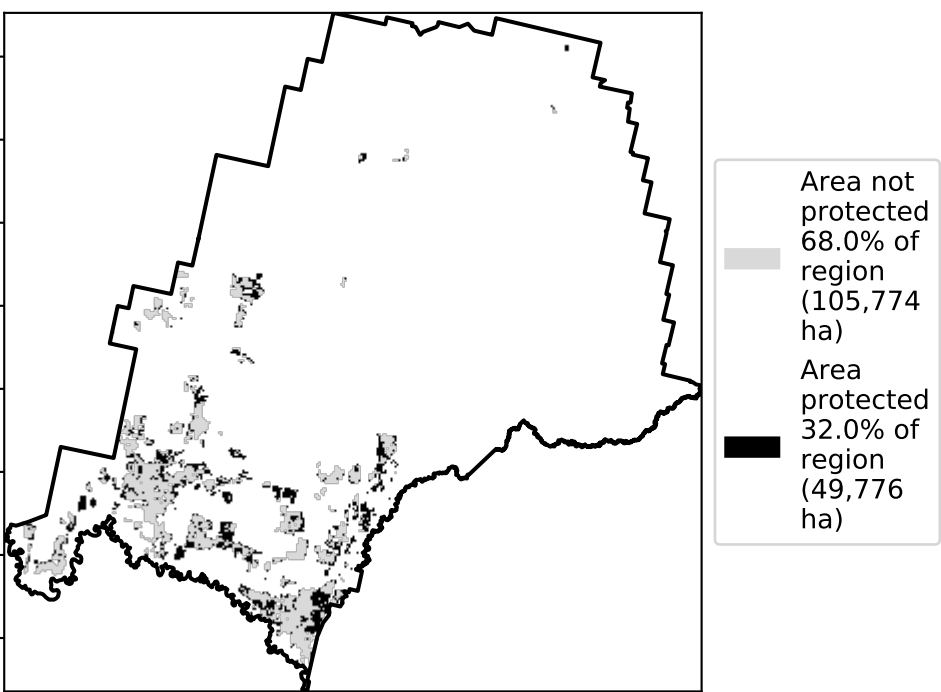 Area not
protected
68.0% of
region
(105,774
ha)
Area
protected
32.0% of
region
(49,776
ha)